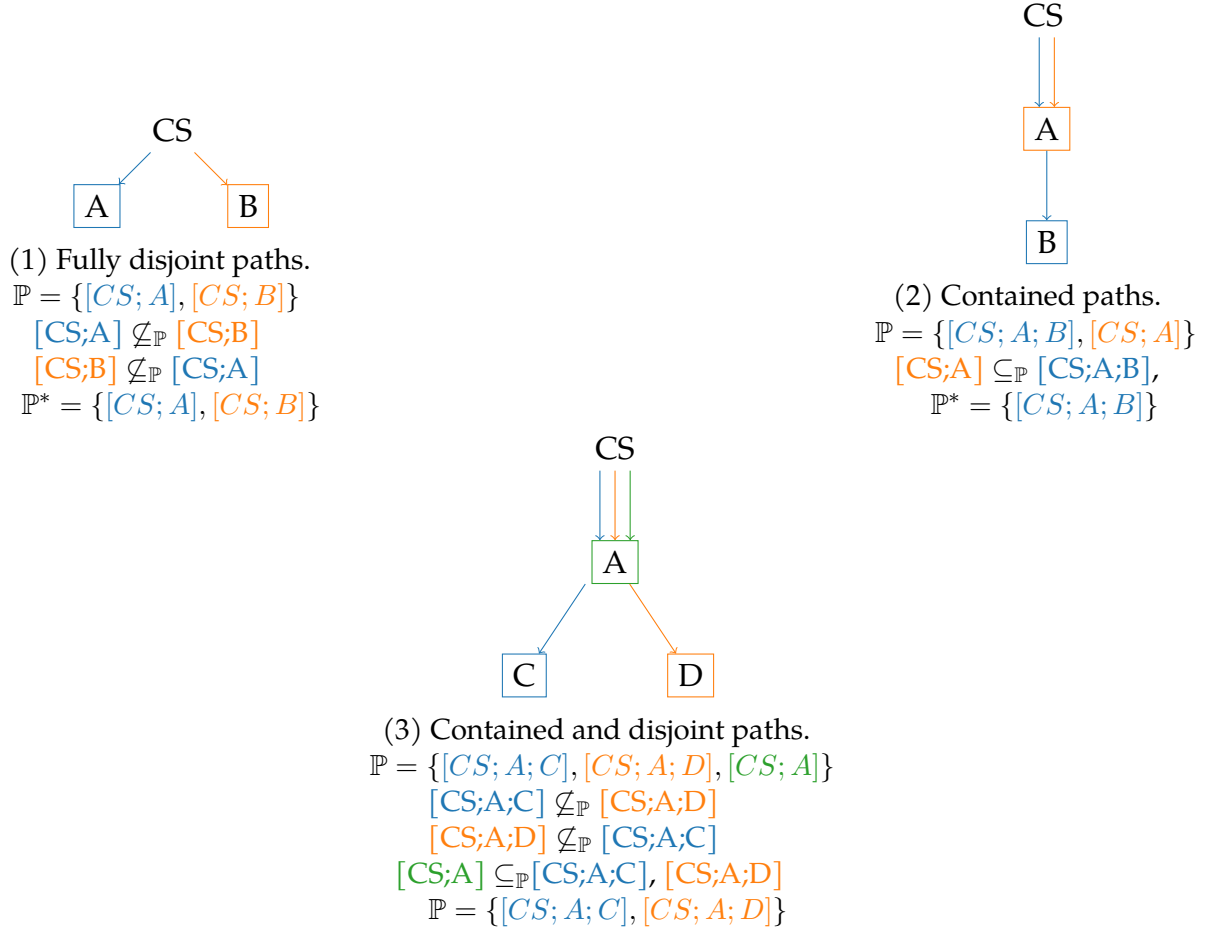 CS
A B
(1) Fully disjoint paths.
ℙ = {[CS; A], [CS; B]}
[CS;A] ⊈ℙ [CS;B]
[CS;B] ⊈ℙ [CS;A]
ℙ* = {[CS; A], [CS; B]}
CS
A
B
(2) Contained paths.
ℙ = {[CS; A; B], [CS; A]}
[CS;A] ⊆ℙ [CS;A;B],
ℙ* = {[CS; A; B]}
CS
A
C D
(3) Contained and disjoint paths.
ℙ = {[CS; A; C], [CS; A; D], [CS; A]}
[CS;A;C] ⊈ℙ [CS;A;D]
[CS;A;D] ⊈ℙ [CS;A;C]
[CS;A] ⊆ℙ[CS;A;C], [CS;A;D]
ℙ = {[CS; A; C], [CS; A; D]}